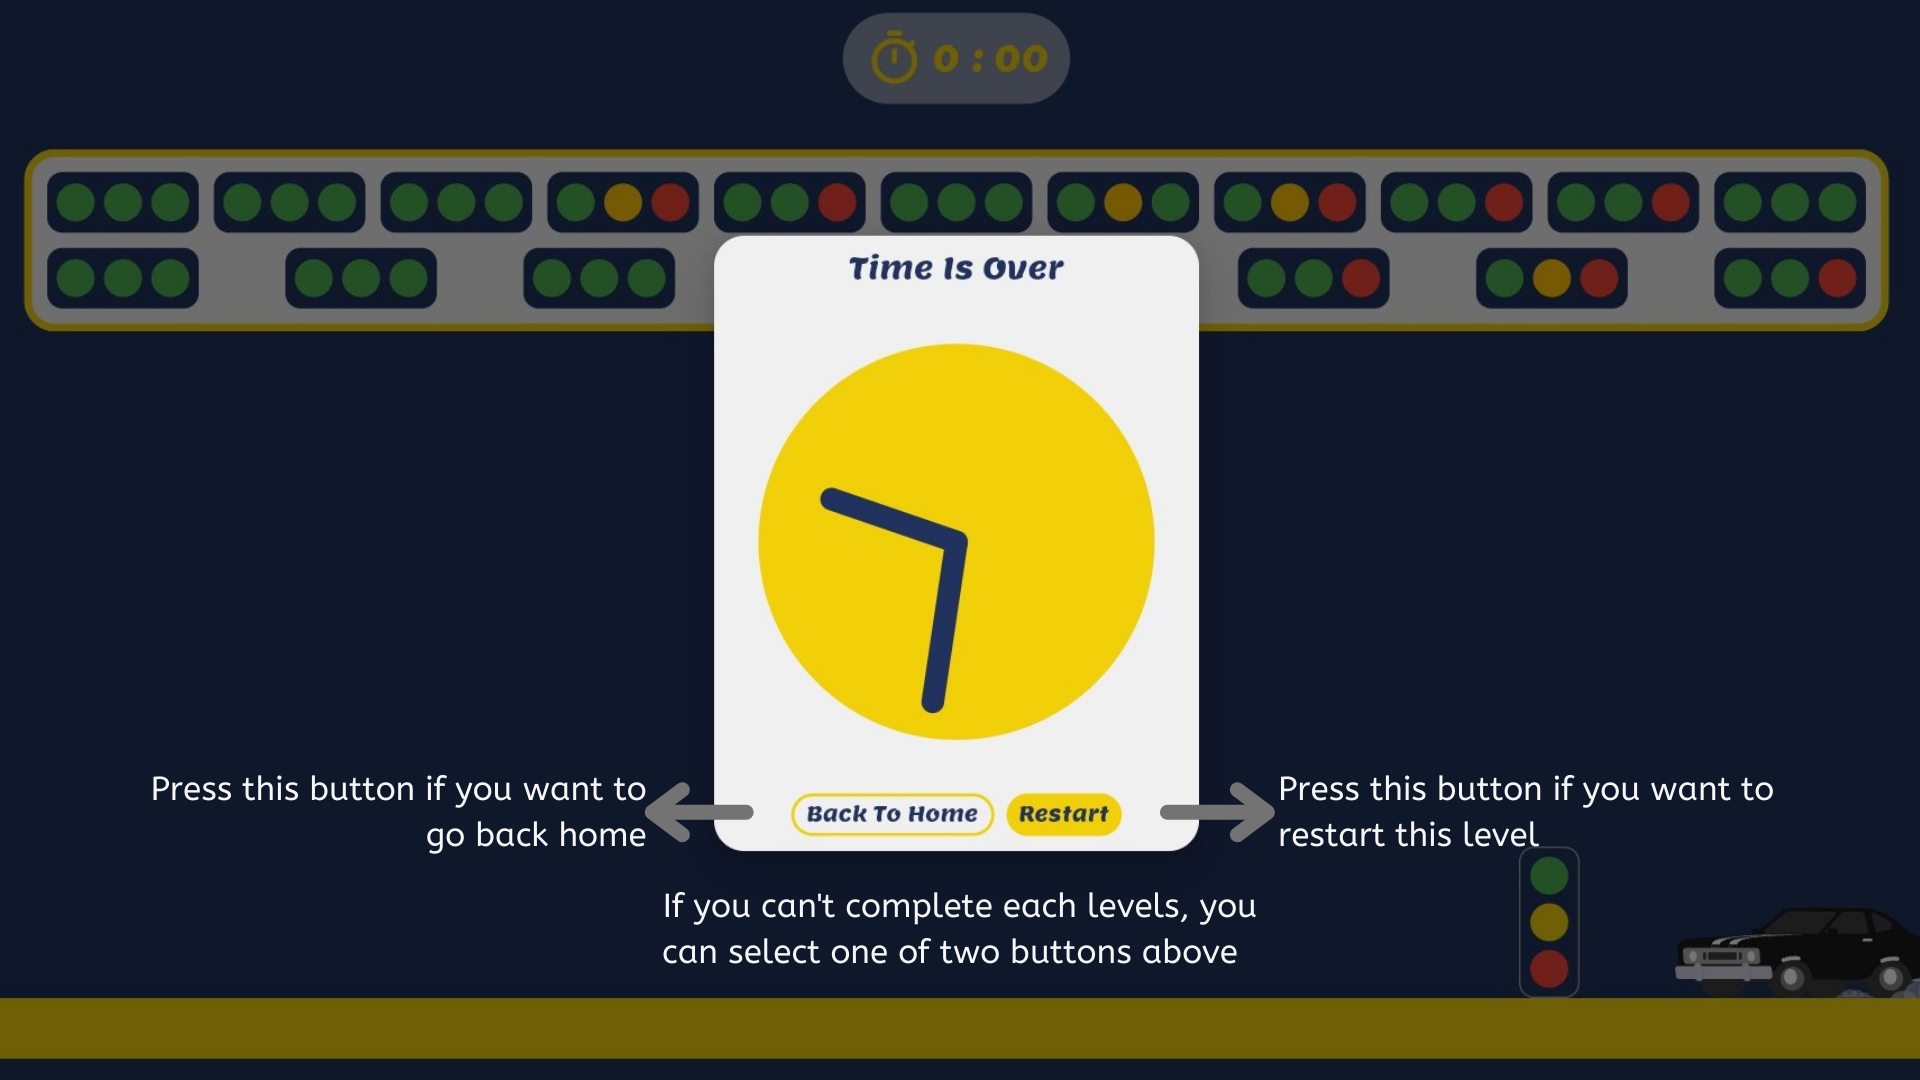 0 : 00
Time Is Over
Press this button if you want to
go back home
Back To Home
Restart
Press this button if you want to
restart this level
If you can't complete each levels, you
can select one of two buttons above